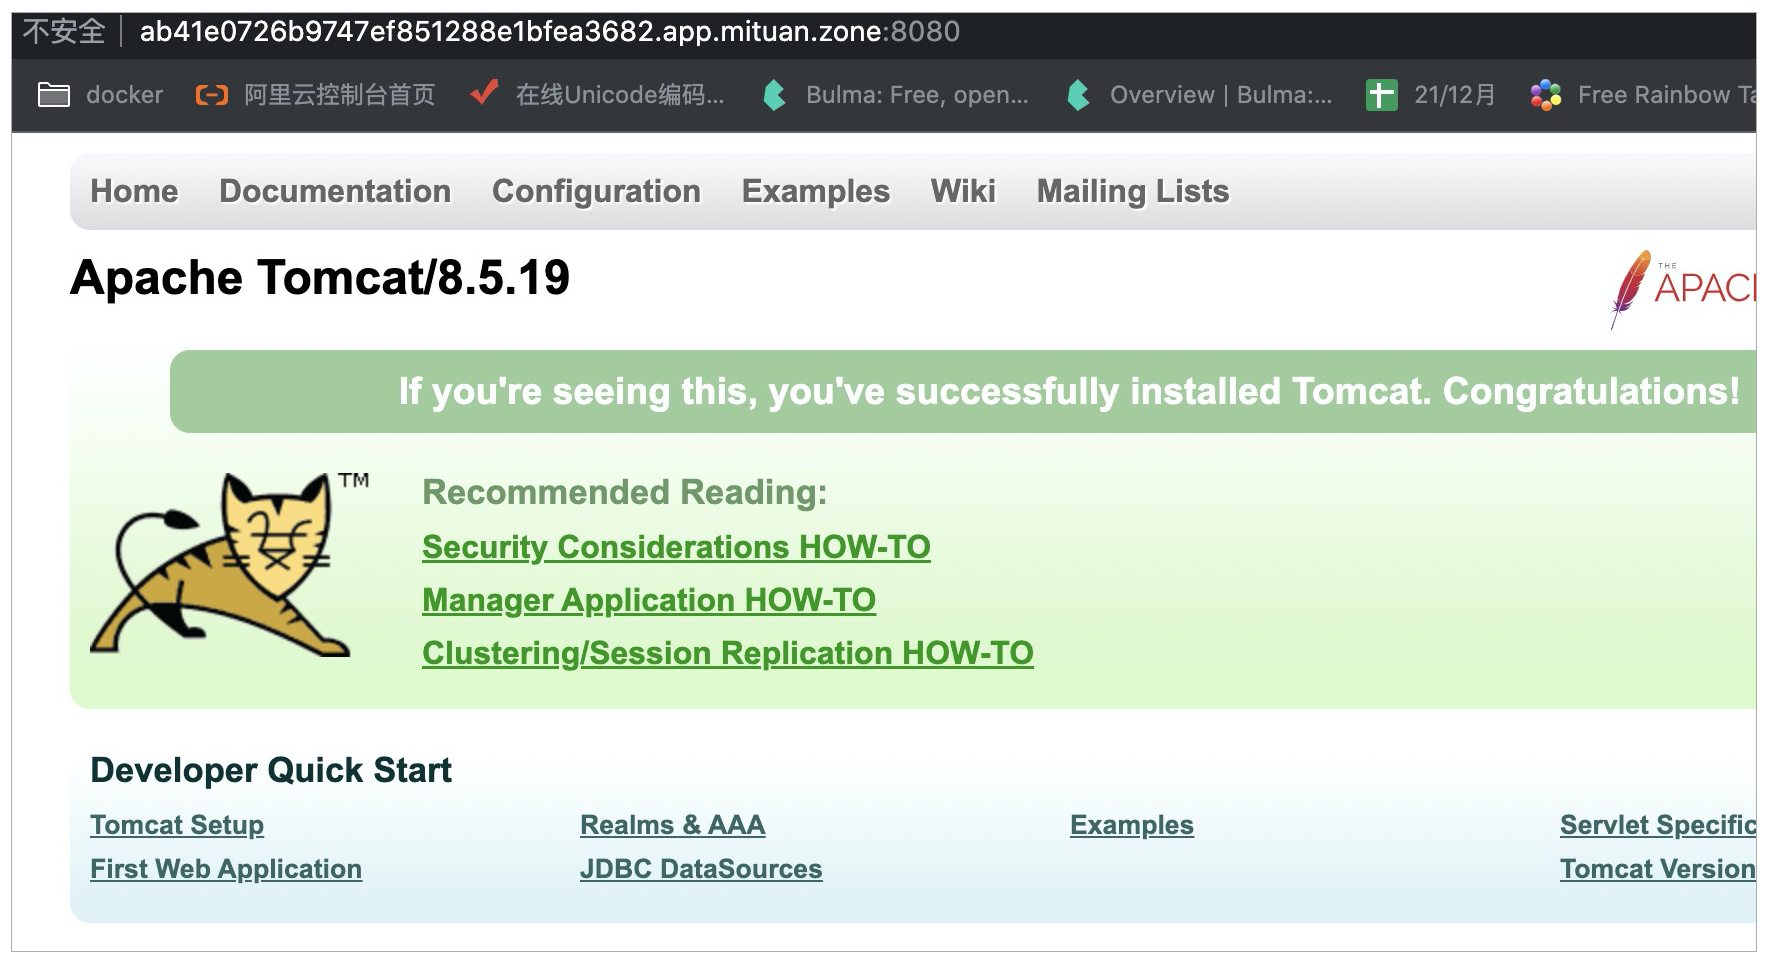 不安全 | ab41e0726b9747ef851288e1bfea3682.app.mituan.zone:8080
docker 阿里云控制台首页 在线Unicode编码... Bulma: Free, open... Overview | Bulma:... 21/12月 Free Rainbow Ta
Home Documentation Configuration Examples Wiki Mailing Lists
Apache Tomcat/8.5.19
THE
APAC
If you're seeing this, you've successfully installed Tomcat. Congratulations!
TM
Recommended Reading:
Security Considerations HOW-TO
Manager Application HOW-TO
Clustering/Session Replication HOW-TO
Developer Quick Start
Tomcat Setup Realms & AAA Examples Servlet Specific
First Web Application JDBC DataSources Tomcat Version